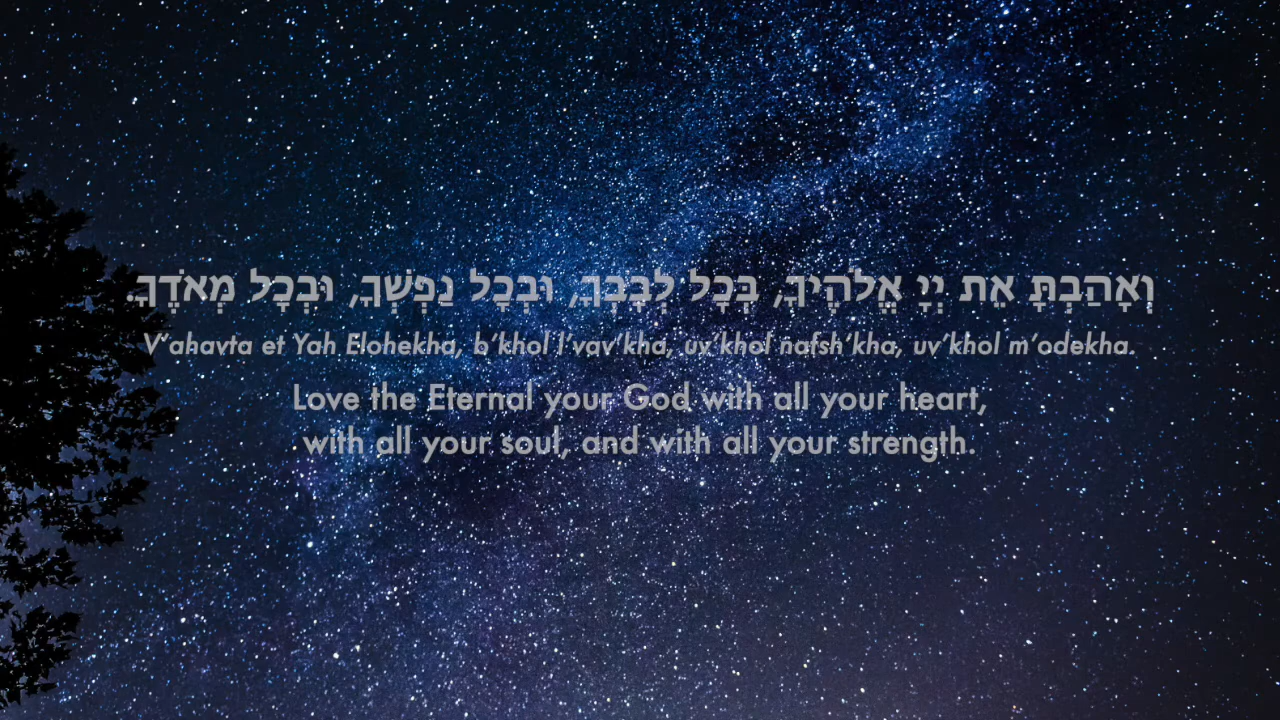 וְאָהַבְתָּ אֵת יְיָ אֱלֹהֶיךָ, בְּכָל לְבָבְךָ, וּבְכָל נַפְשְׁךָ, וּבְכָל מְאֹדֶךָ.
V’ahavta et Yah Elohekha, b’khol l’vav’kha, uv’khol nafsh’kha, uv’khol m’odekha.
Love the Eternal your God with all your heart,
with all your soul, and with all your strength.